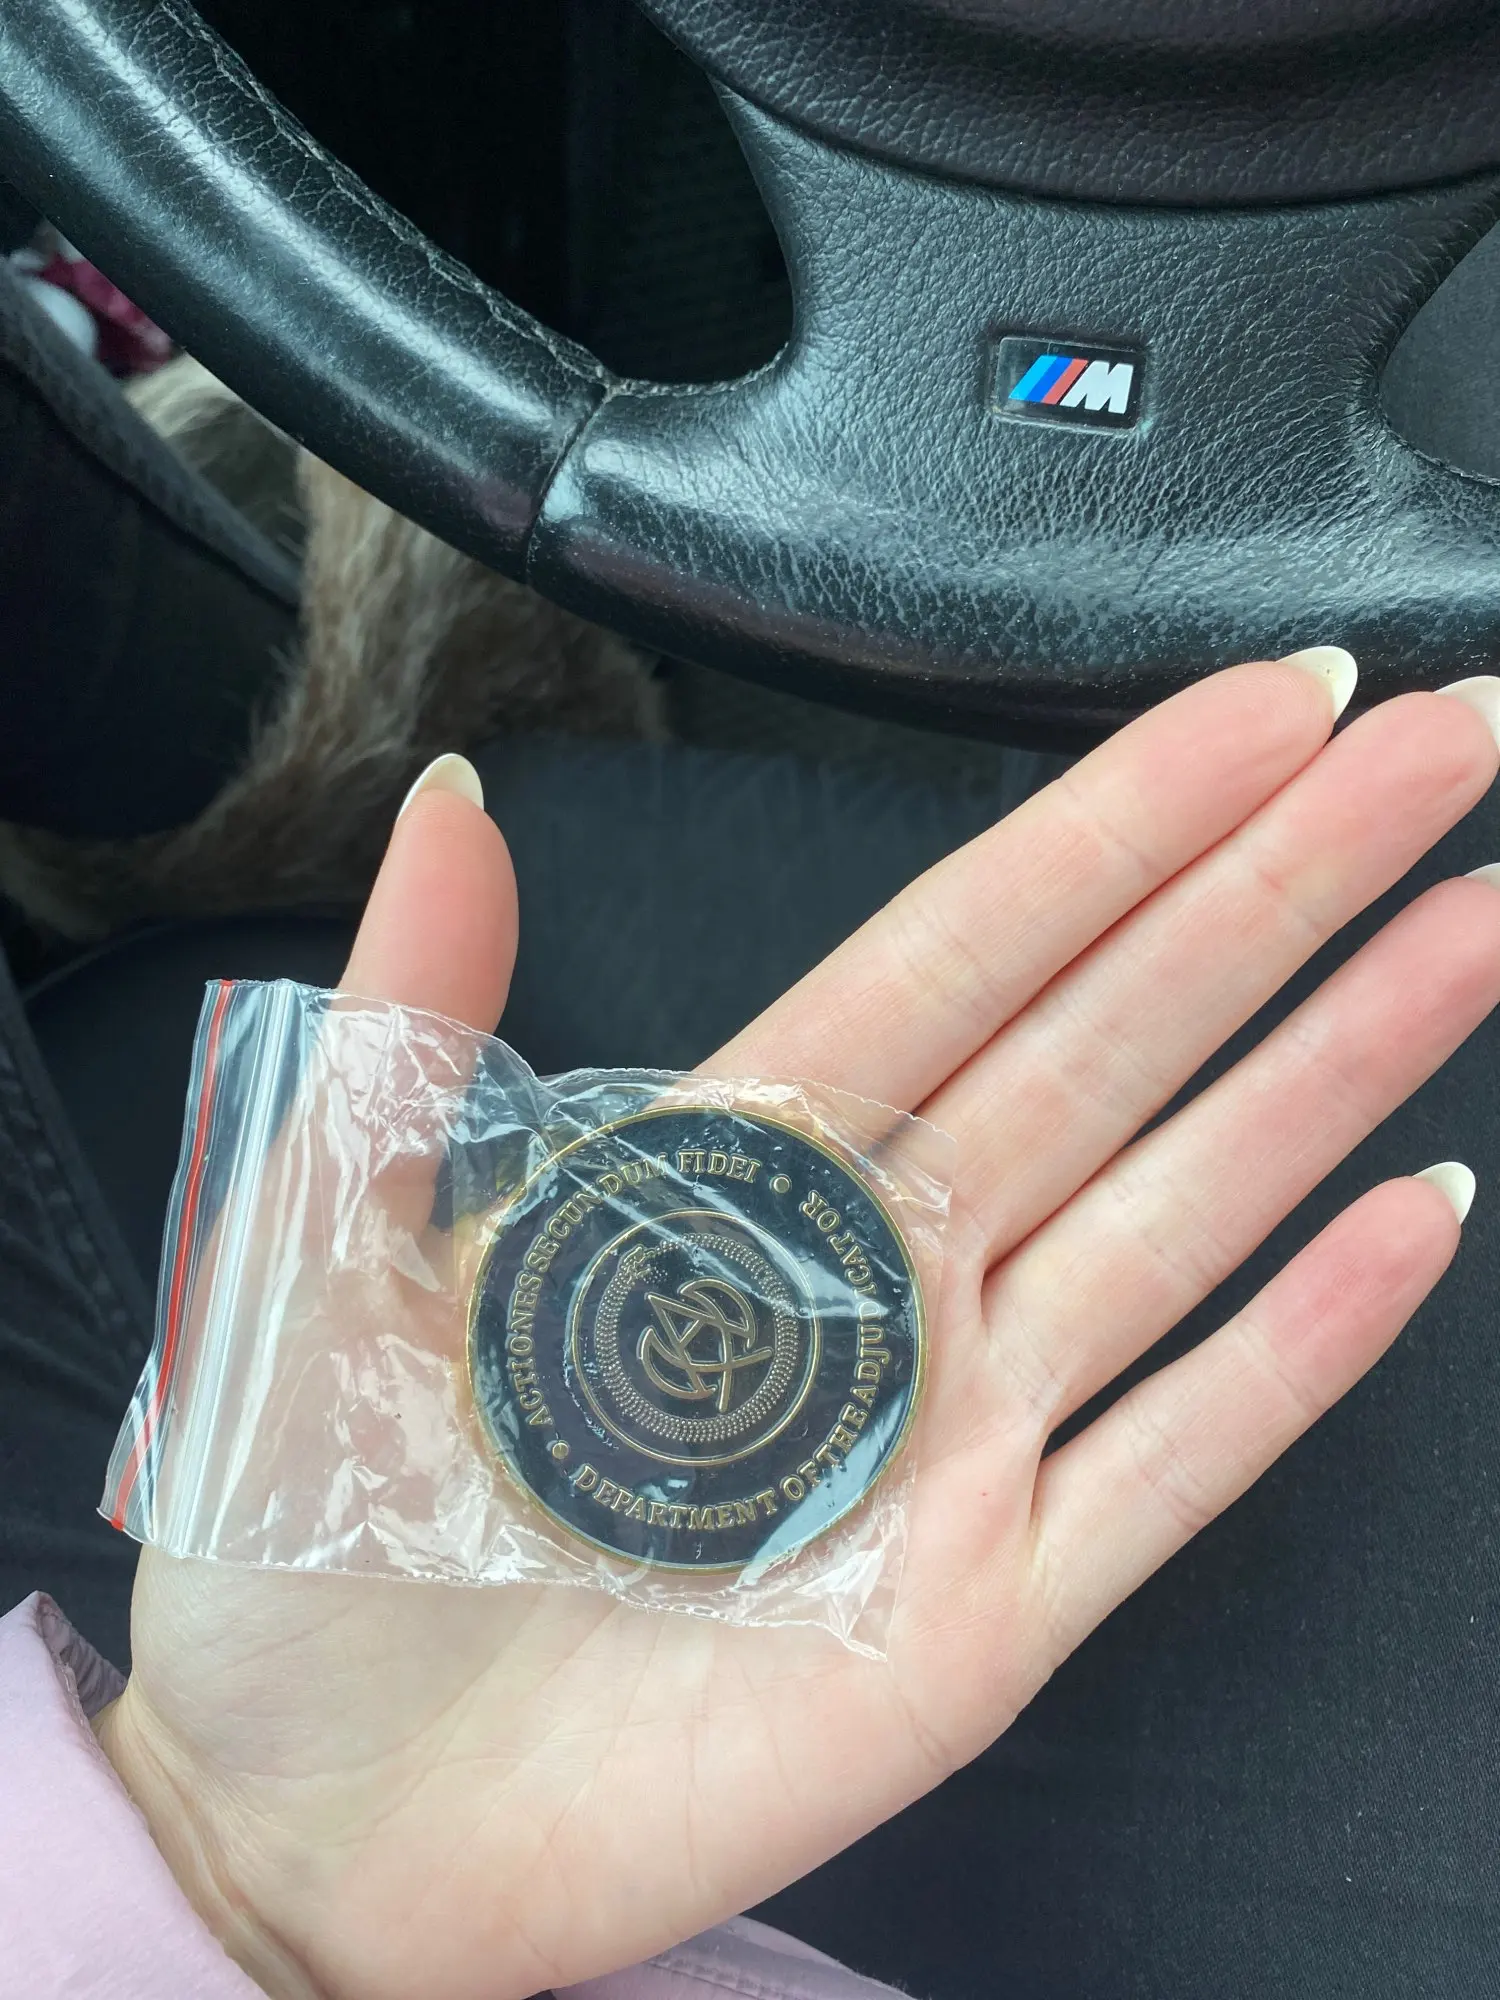 M
ACTIONES SECUNDUM FIDEI
DEPARTMENT OF THE ADJUDICATOR